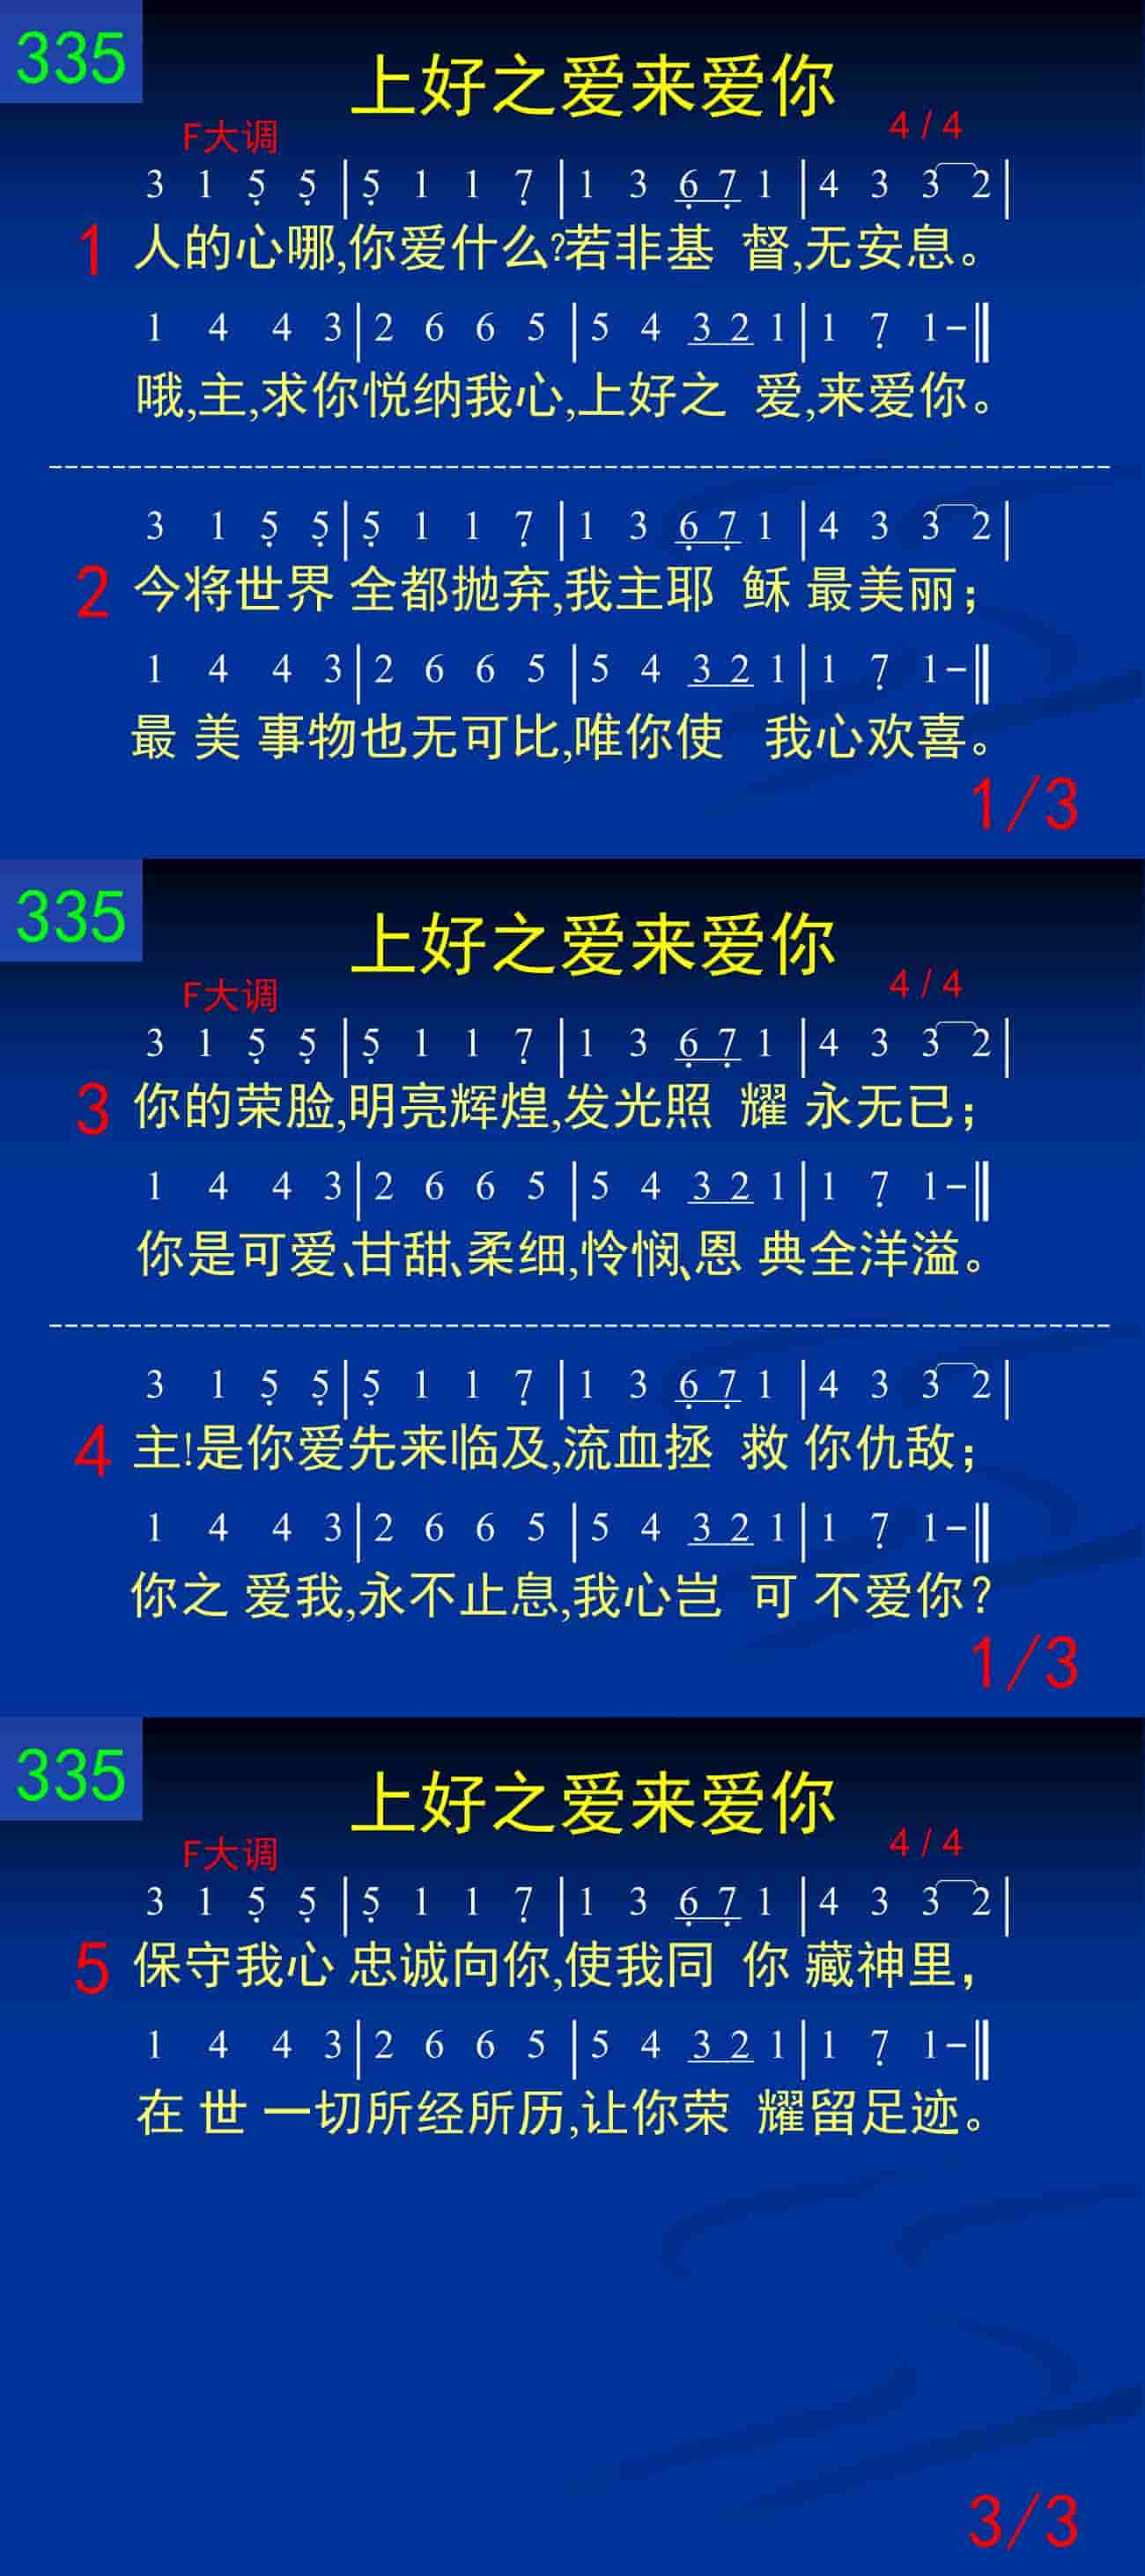 335
上好之爱来爱你
F大调
4/4
3 1 5̣ 5̣ | 5̣ 1 1 7̣ | 1 3 6̣ 7̣ 1 | 4 3 3 2 |
1 人的心哪,你爱什么?若非基 督,无安息。
1 4 4 3 | 2 6 6 5 | 5 4 3 2 1 | 1 7̣ 1 - ‖
哦,主,求你悦纳我心,上好之 爱,来爱你。
3 1 5̣ 5̣ | 5̣ 1 1 7̣ | 1 3 6̣ 7̣ 1 | 4 3 3 2 |
2 今将世界 全都抛弃,我主耶 稣 最美丽;
1 4 4 3 | 2 6 6 5 | 5 4 3 2 1 | 1 7̣ 1 - ‖
最 美 事物也无可比,唯你使 我心欢喜。
1/3
335
上好之爱来爱你
F大调
4/4
3 1 5̣ 5̣ | 5̣ 1 1 7̣ | 1 3 6̣ 7̣ 1 | 4 3 3 2 |
3 你的荣脸,明亮辉煌,发光照 耀 永无已;
1 4 4 3 | 2 6 6 5 | 5 4 3 2 1 | 1 7̣ 1 - ‖
你是可爱、甘甜、柔细,怜悯、恩 典全洋溢。
3 1 5̣ 5̣ | 5̣ 1 1 7̣ | 1 3 6̣ 7̣ 1 | 4 3 3 2 |
4 主!是你爱先来临及,流血拯 救 你仇敌;
1 4 4 3 | 2 6 6 5 | 5 4 3 2 1 | 1 7̣ 1 - ‖
你之 爱我,永不止息,我心岂 可 不爱你?
1/3
335
上好之爱来爱你
F大调
4/4
3 1 5̣ 5̣ | 5̣ 1 1 7̣ | 1 3 6̣ 7̣ 1 | 4 3 3 2 |
5 保守我心 忠诚向你,使我同 你 藏神里,
1 4 4 3 | 2 6 6 5 | 5 4 3 2 1 | 1 7̣ 1 - ‖
在 世 一切所经所历,让你荣 耀留足迹。
3/3